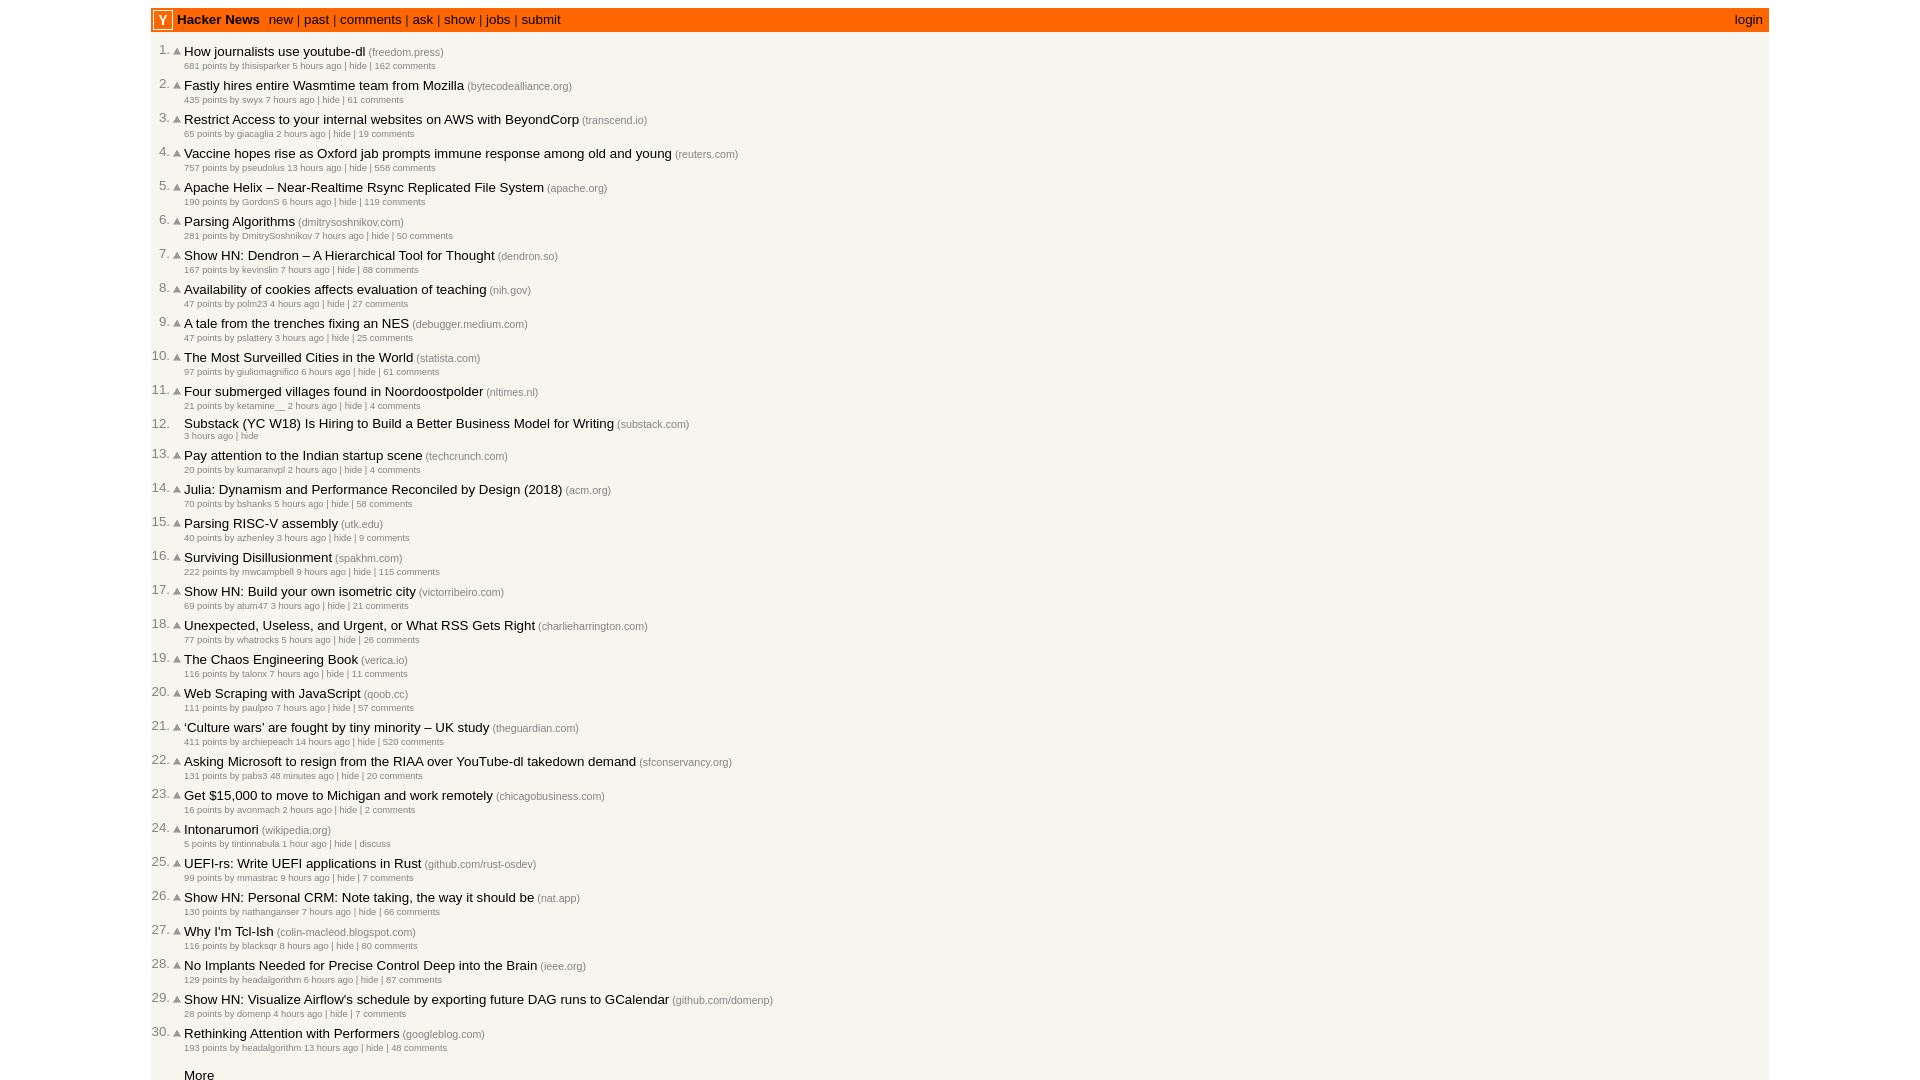 Y Hacker News new | past | comments | ask | show | jobs | submit login
1. How journalists use youtube-dl (freedom.press)
681 points by thisisparker 5 hours ago | hide | 162 comments
2. Fastly hires entire Wasmtime team from Mozilla (bytecodealliance.org)
435 points by swyx 7 hours ago | hide | 61 comments
3. Restrict Access to your internal websites on AWS with BeyondCorp (transcend.io)
65 points by giacaglia 2 hours ago | hide | 19 comments
4. Vaccine hopes rise as Oxford jab prompts immune response among old and young (reuters.com)
757 points by pseudolus 13 hours ago | hide | 558 comments
5. Apache Helix – Near-Realtime Rsync Replicated File System (apache.org)
190 points by GordonS 6 hours ago | hide | 119 comments
6. Parsing Algorithms (dmitrysoshnikov.com)
281 points by DmitrySoshnikov 7 hours ago | hide | 50 comments
7. Show HN: Dendron – A Hierarchical Tool for Thought (dendron.so)
167 points by kevinslin 7 hours ago | hide | 88 comments
8. Availability of cookies affects evaluation of teaching (nih.gov)
47 points by polm23 4 hours ago | hide | 27 comments
9. A tale from the trenches fixing an NES (debugger.medium.com)
47 points by pslattery 3 hours ago | hide | 25 comments
10. The Most Surveilled Cities in the World (statista.com)
97 points by giuliomagnifico 6 hours ago | hide | 61 comments
11. Four submerged villages found in Noordoostpolder (nltimes.nl)
21 points by ketamine__ 2 hours ago | hide | 4 comments
12. Substack (YC W18) Is Hiring to Build a Better Business Model for Writing (substack.com)
3 hours ago | hide
13. Pay attention to the Indian startup scene (techcrunch.com)
20 points by kumaranvpl 2 hours ago | hide | 4 comments
14. Julia: Dynamism and Performance Reconciled by Design (2018) (acm.org)
70 points by bshanks 5 hours ago | hide | 58 comments
15. Parsing RISC-V assembly (utk.edu)
40 points by azhenley 3 hours ago | hide | 9 comments
16. Surviving Disillusionment (spakhm.com)
222 points by mwcampbell 9 hours ago | hide | 115 comments
17. Show HN: Build your own isometric city (victorribeiro.com)
69 points by atum47 3 hours ago | hide | 21 comments
18. Unexpected, Useless, and Urgent, or What RSS Gets Right (charlieharrington.com)
77 points by whatrocks 5 hours ago | hide | 26 comments
19. The Chaos Engineering Book (verica.io)
116 points by talonx 7 hours ago | hide | 11 comments
20. Web Scraping with JavaScript (qoob.cc)
111 points by paulpro 7 hours ago | hide | 57 comments
21. ‘Culture wars’ are fought by tiny minority – UK study (theguardian.com)
411 points by archiepeach 14 hours ago | hide | 520 comments
22. Asking Microsoft to resign from the RIAA over YouTube-dl takedown demand (sfconservancy.org)
131 points by pabs3 48 minutes ago | hide | 20 comments
23. Get $15,000 to move to Michigan and work remotely (chicagobusiness.com)
16 points by avonmach 2 hours ago | hide | 2 comments
24. Intonarumori (wikipedia.org)
5 points by tintinnabula 1 hour ago | hide | discuss
25. UEFI-rs: Write UEFI applications in Rust (github.com/rust-osdev)
99 points by mmastrac 9 hours ago | hide | 7 comments
26. Show HN: Personal CRM: Note taking, the way it should be (nat.app)
130 points by nathanganser 7 hours ago | hide | 66 comments
27. Why I'm Tcl-Ish (colin-macleod.blogspot.com)
116 points by blacksqr 8 hours ago | hide | 80 comments
28. No Implants Needed for Precise Control Deep into the Brain (ieee.org)
129 points by headalgorithm 6 hours ago | hide | 87 comments
29. Show HN: Visualize Airflow's schedule by exporting future DAG runs to GCalendar (github.com/domenp)
28 points by domenp 4 hours ago | hide | 7 comments
30. Rethinking Attention with Performers (googleblog.com)
193 points by headalgorithm 13 hours ago | hide | 48 comments
More